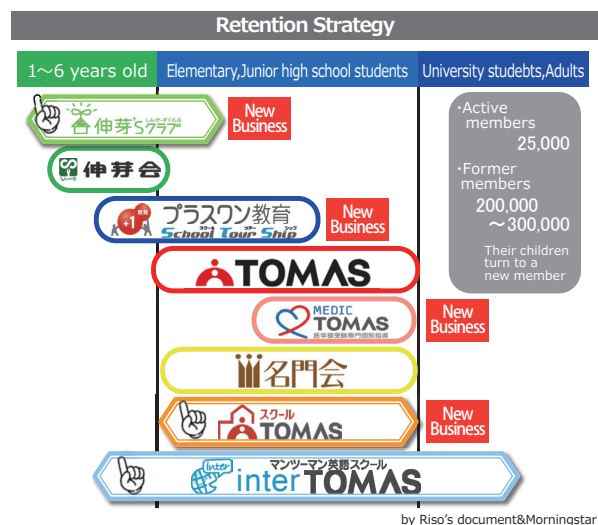 Retention Strategy
1~6 years old
Elementary,Junior high school students
University studebts,Adults
しんが~ずくらぶ
伸芽'Sクラブ
New
Business
・Active
members
25,000
・Former
members
200,000
~300,000
Their children
turn to a
new member
伸芽会
教育
+1
プラスワン教育
スクール ツアー シップ
School Tour Ship
New
Business
TOMAS
MEDIC
TOMAS
医学部受験専門個別指導
New
Business
名門会
スクール
TOMAS
New
Business
inter
マンツーマン英語スクール
inter TOMAS
by Riso's document&Morningstar